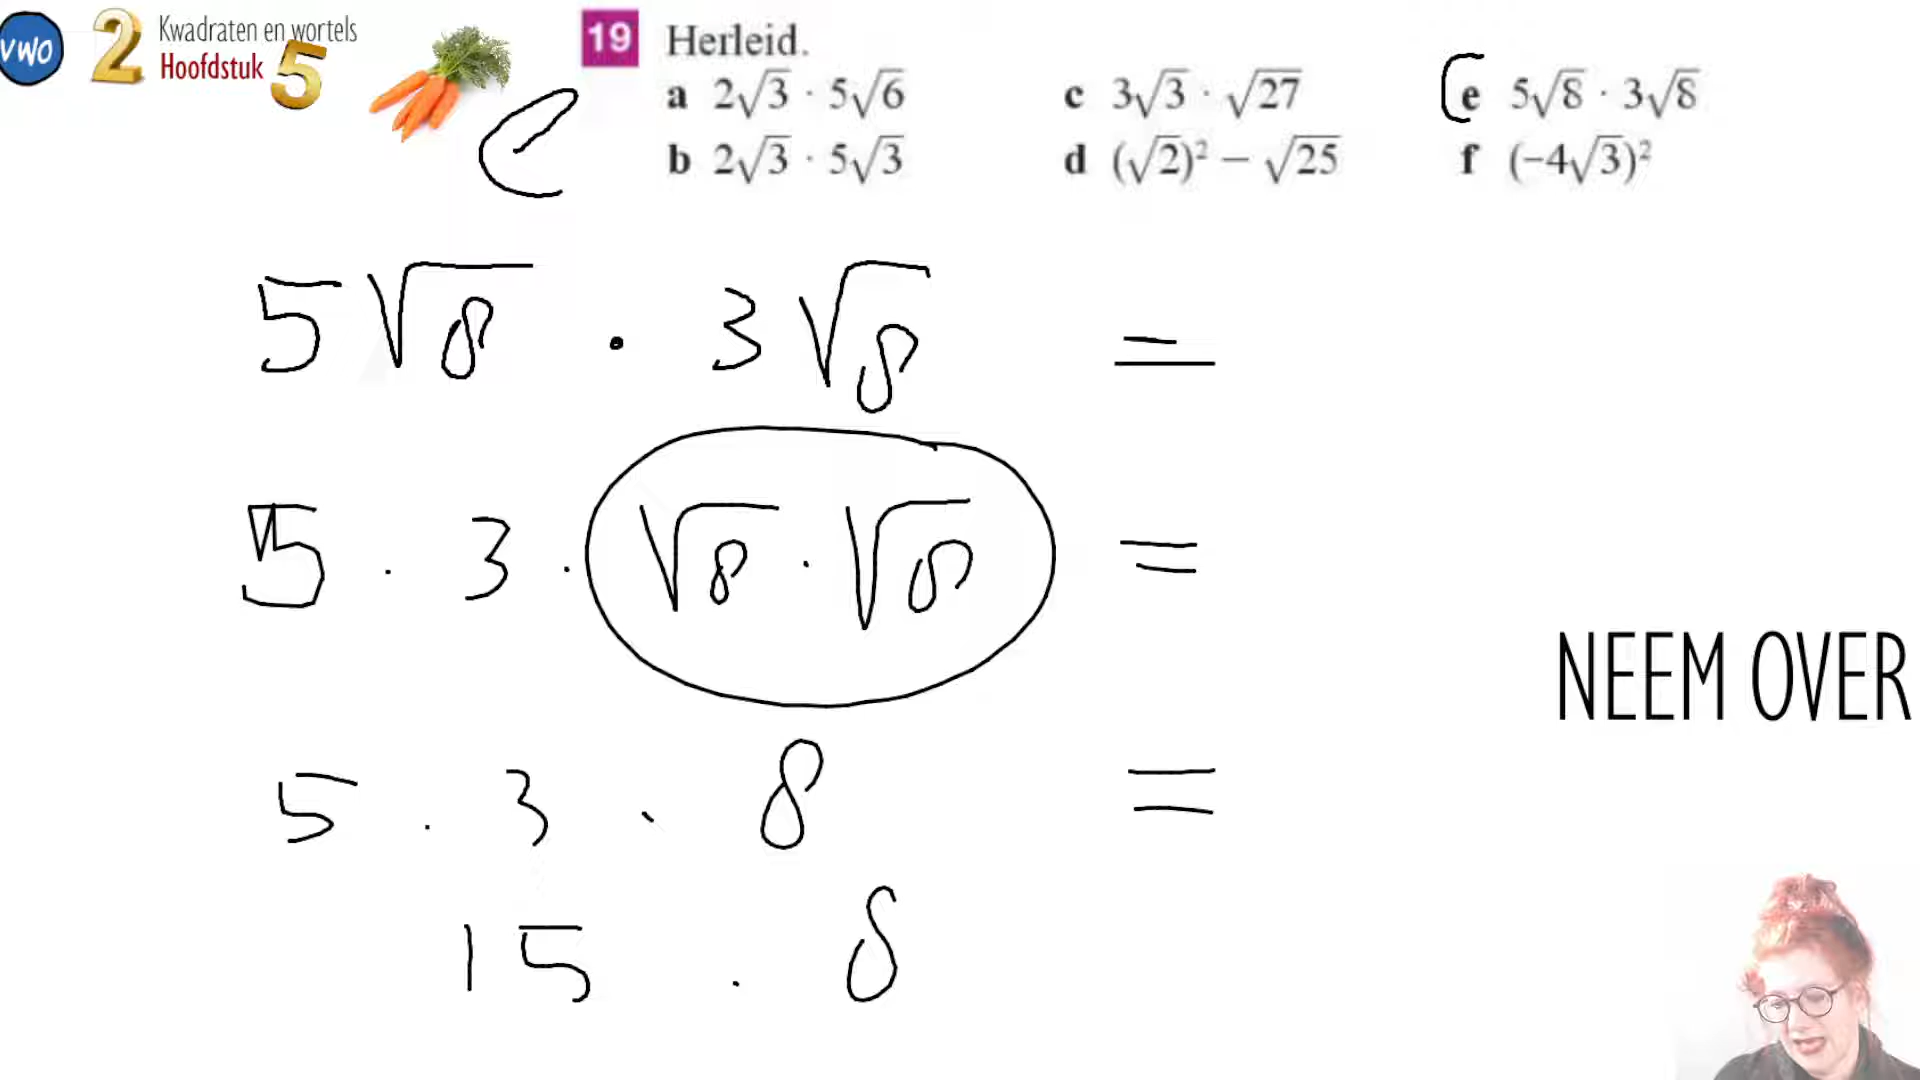 VWO 2 Kwadraten en wortels
Hoofdstuk 5
19 Herleid.
a 2√3 · 5√6
b 2√3 · 5√3
c 3√3 · √27
d (√2)² − √25
e 5√8 · 3√8
f (−4√3)²
e
5√8 · 3√8 =
5 · 3 · √8 · √8 =
5 · 3 · 8 =
15 · 8
NEEM OVER